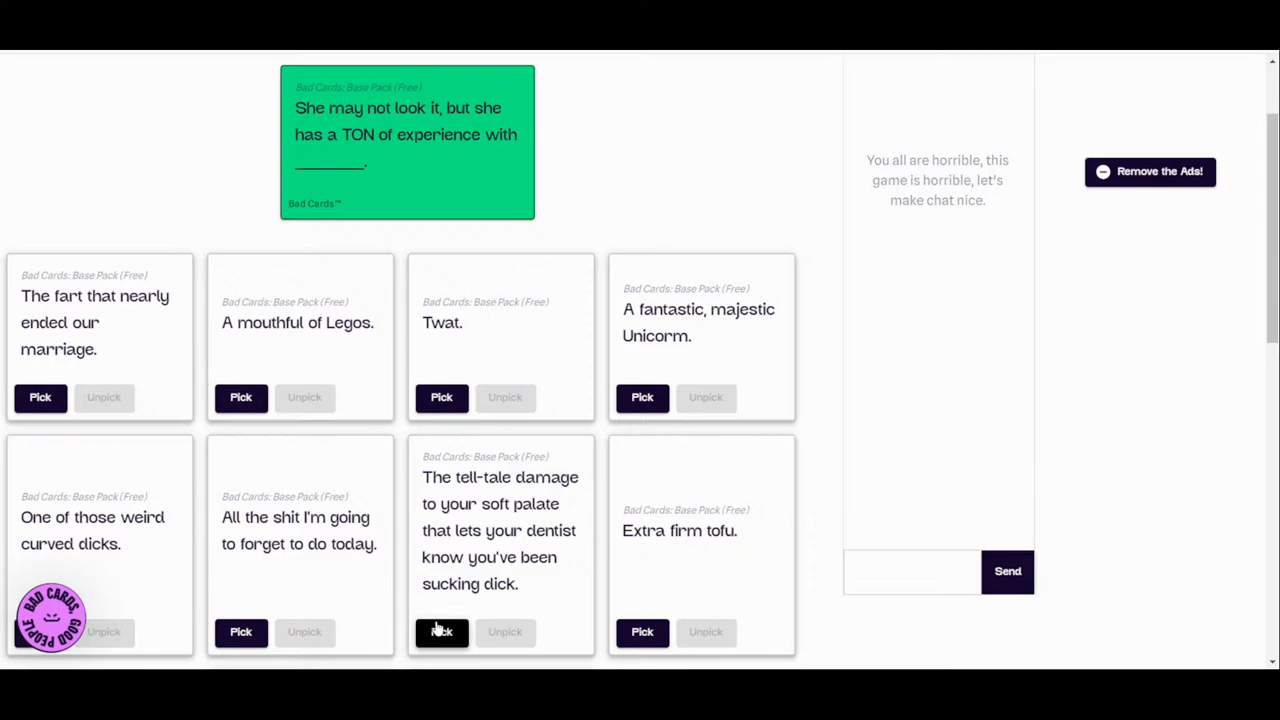 Bad Cards: Base Pack (Free)
She may not look it, but she
has a TON of experience with
________.
Bad Cards™
Bad Cards: Base Pack (Free)
The fart that nearly
ended our
marriage.
Pick
Unpick
Bad Cards: Base Pack (Free)
A mouthful of Legos.
Pick
Unpick
Bad Cards: Base Pack (Free)
Twat.
Pick
Unpick
Bad Cards: Base Pack (Free)
A fantastic, majestic
Unicorm.
Pick
Unpick
Bad Cards: Base Pack (Free)
One of those weird
curved dicks.
Unpick
Bad Cards: Base Pack (Free)
All the shit I'm going
to forget to do today.
Pick
Unpick
Bad Cards: Base Pack (Free)
The tell-tale damage
to your soft palate
that lets your dentist
know you've been
sucking dick.
Pick
Unpick
Bad Cards: Base Pack (Free)
Extra firm tofu.
Pick
Unpick
BAD CARDS,
GOOD PEOPLE
You all are horrible, this
game is horrible, let's
make chat nice.
Send
Remove the Ads!